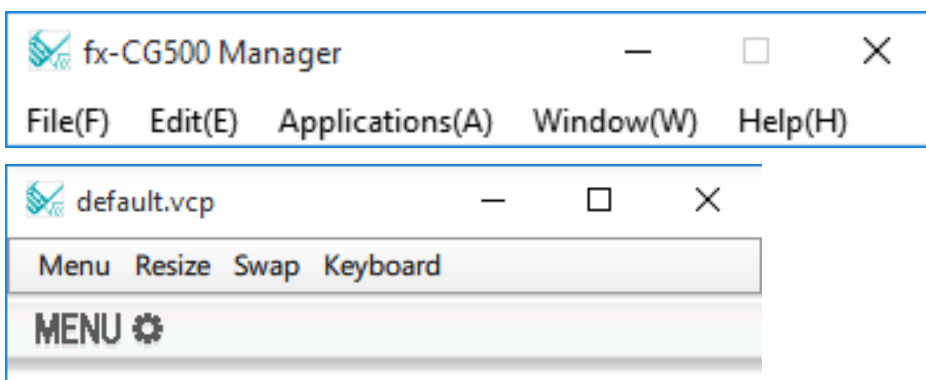 fx-CG500 Manager
File(F) Edit(E) Applications(A) Window(W) Help(H)
default.vcp
Menu Resize Swap Keyboard
MENU